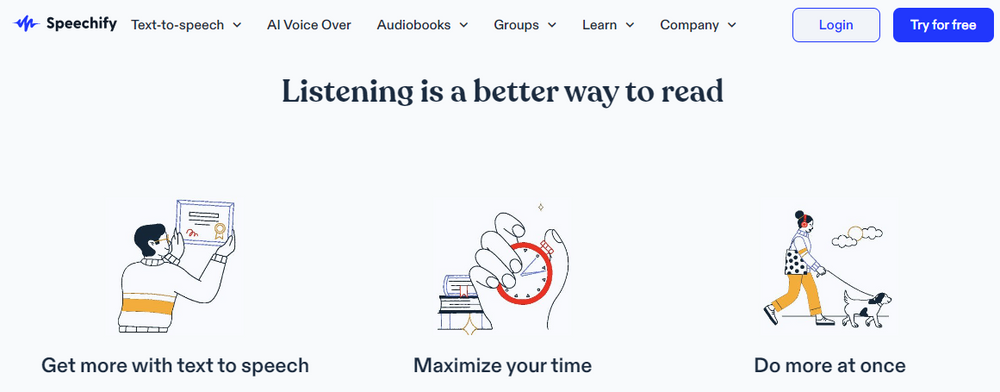 Speechify Text-to-speech AI Voice Over Audiobooks Groups Learn Company Login Try for free
Listening is a better way to read
Get more with text to speech Maximize your time Do more at once